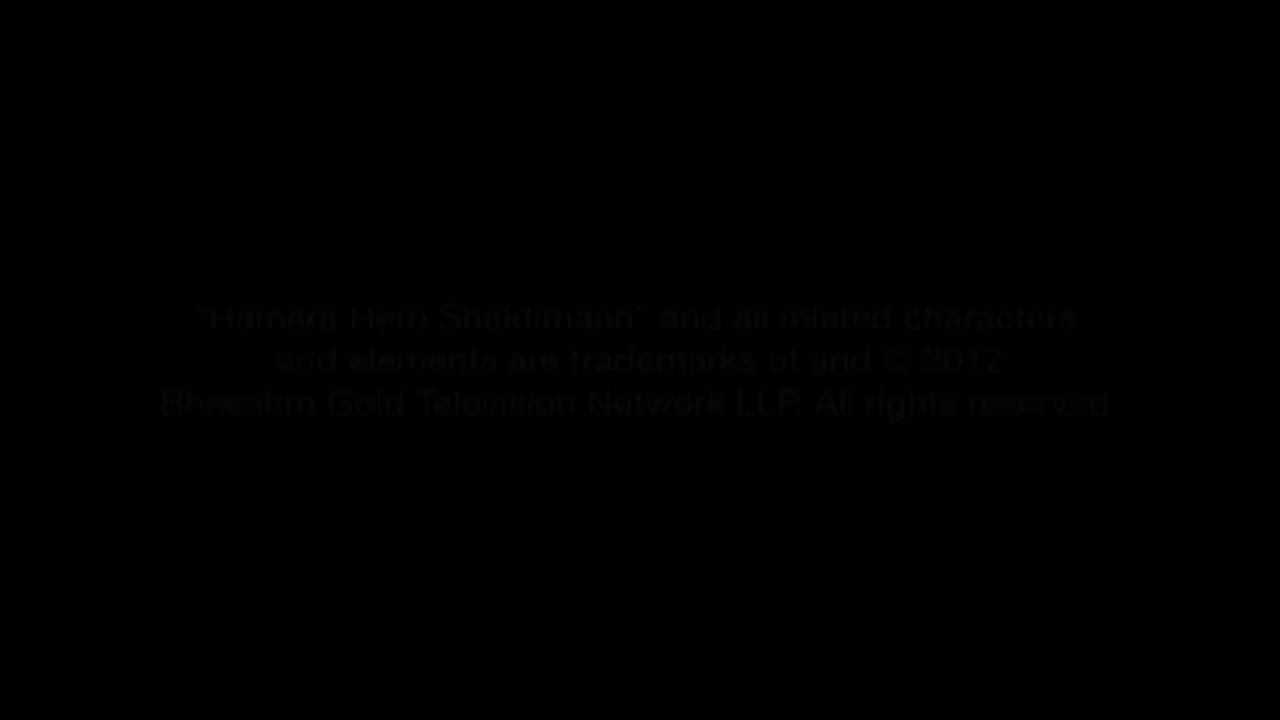 "Hamara Hero Shaktimaan" and all related characters
and elements are trademarks of and © 2012
Bheeshm Gold Television Network LLP. All rights reserved